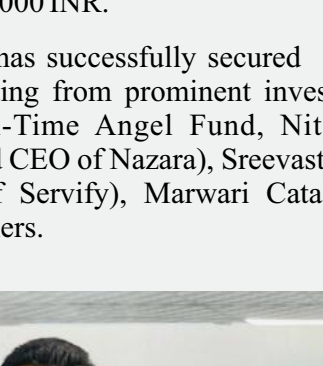 000 INR.
has successfully secured
ing from prominent inves
-Time Angel Fund, Nit
CEO of Nazara), Sreevast
Servify), Marwari Cata
ers.